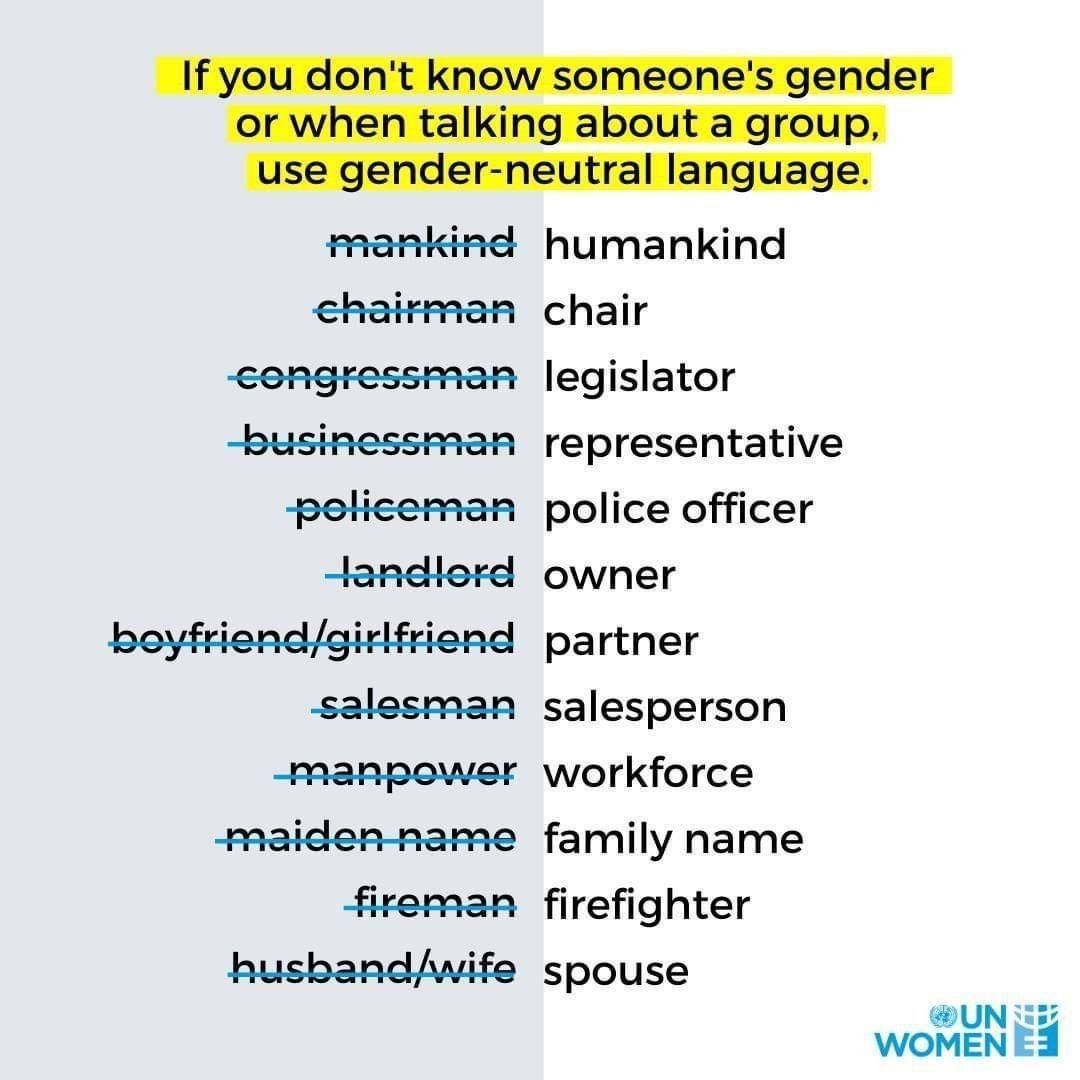 If you don't know someone's gender
or when talking about a group,
use gender-neutral language.
mankind humankind
chairman chair
congressman legislator
businessman representative
policeman police officer
landlord owner
boyfriend/girlfriend partner
salesman salesperson
manpower workforce
maiden name family name
fireman firefighter
husband/wife spouse
UN
WOMEN